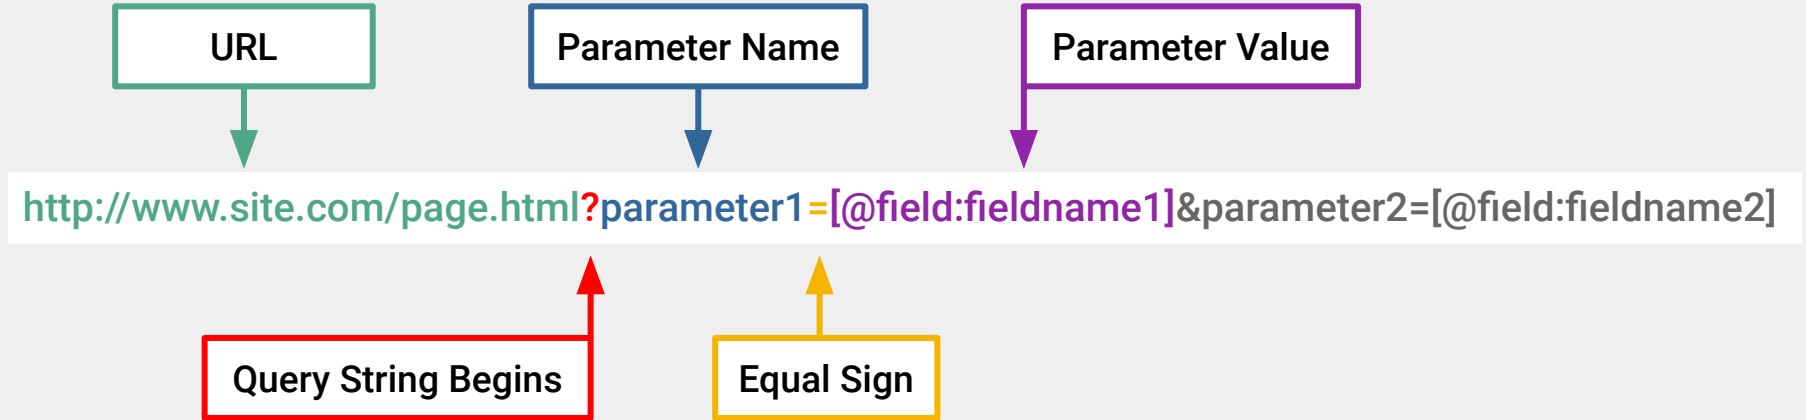 URL
Parameter Name
Parameter Value
http://www.site.com/page.html?parameter1=[@field:fieldname1]&parameter2=[@field:fieldname2]
Query String Begins
Equal Sign